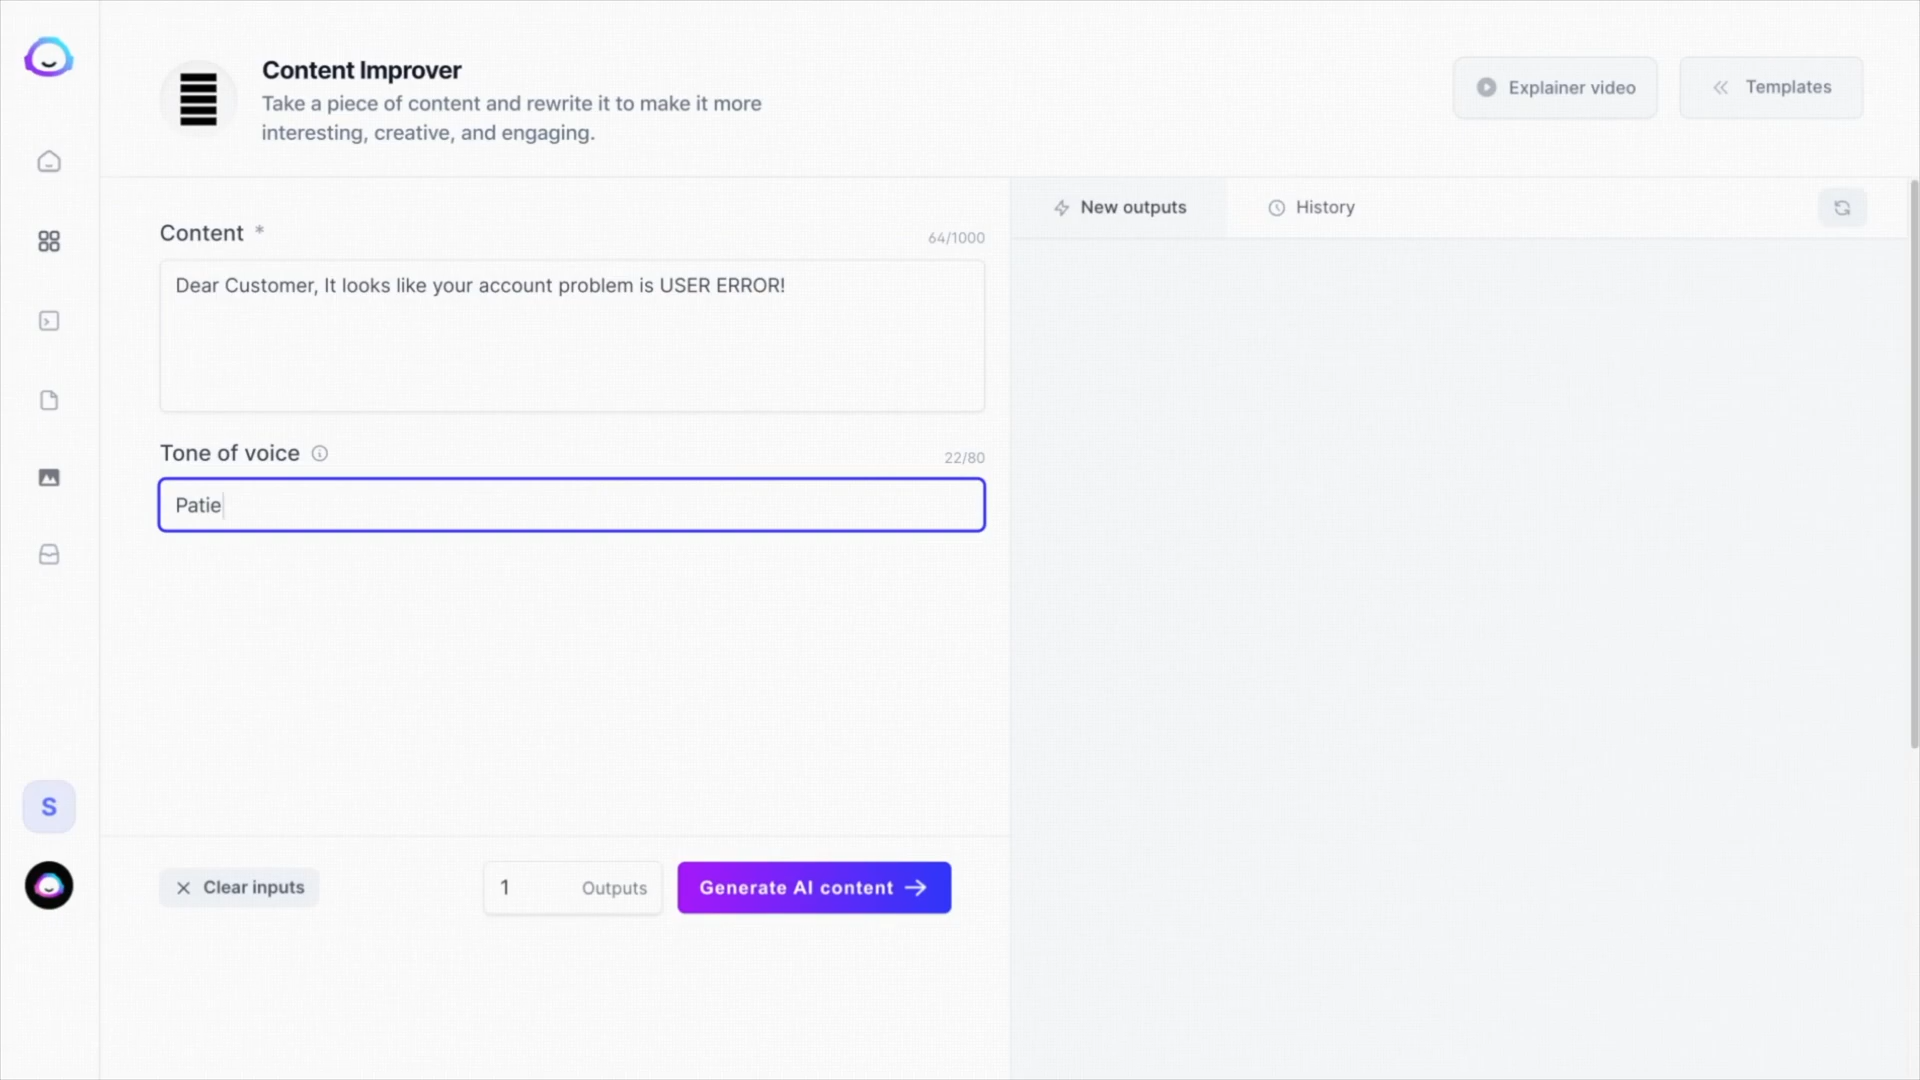 Content Improver
Take a piece of content and rewrite it to make it more
interesting, creative, and engaging.
Explainer video
Templates
Content *
64/1000
Dear Customer, It looks like your account problem is USER ERROR!
Tone of voice
22/80
Patie
New outputs
History
S
Clear inputs
1 Outputs
Generate AI content